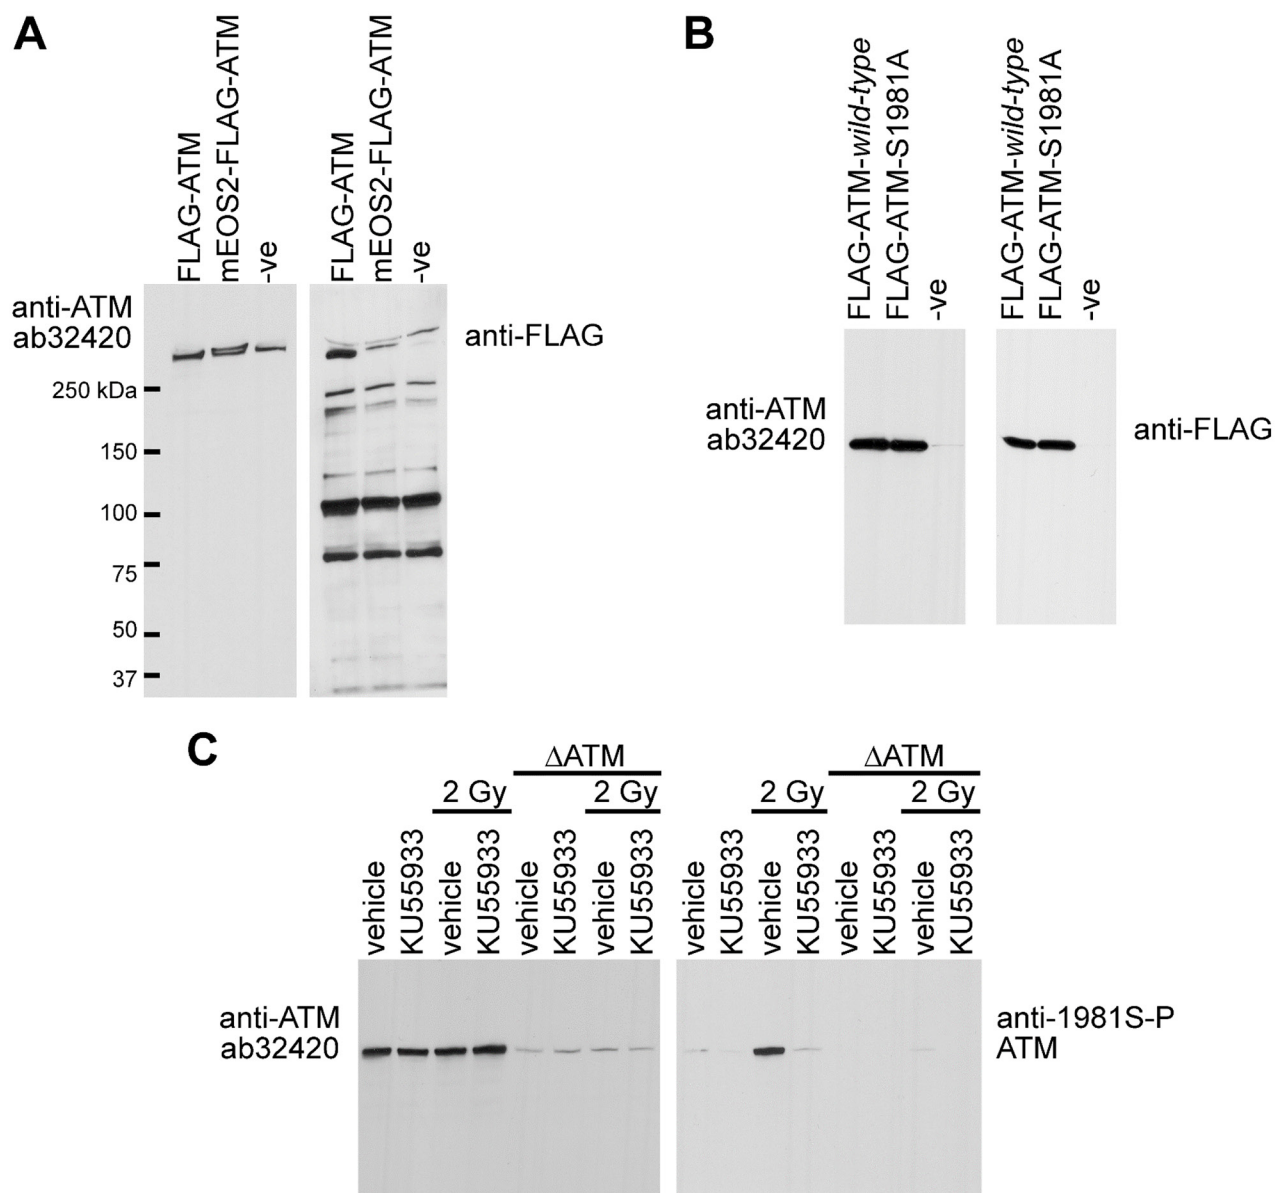 A
FLAG-ATM
mEOS2-FLAG-ATM
-ve
FLAG-ATM
mEOS2-FLAG-ATM
-ve
anti-ATM
ab32420
anti-FLAG
250 kDa
150
100
75
50
37
B
FLAG-ATM-wild-type
FLAG-ATM-S1981A
-ve
FLAG-ATM-wild-type
FLAG-ATM-S1981A
-ve
anti-ATM
ab32420
anti-FLAG
C
ΔATM
ΔATM
2 Gy
2 Gy
2 Gy
2 Gy
vehicle
KU55933
vehicle
KU55933
vehicle
KU55933
vehicle
KU55933
vehicle
KU55933
vehicle
KU55933
vehicle
KU55933
vehicle
KU55933
anti-ATM
ab32420
anti-1981S-P
ATM